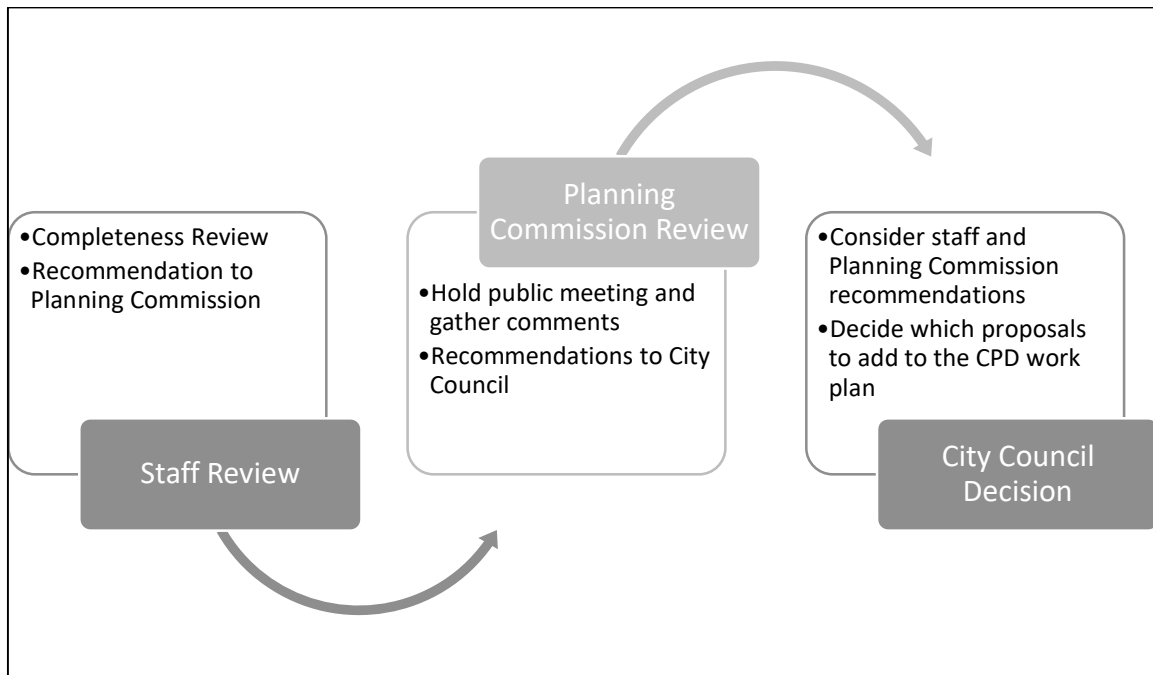 •Completeness Review
•Recommendation to
Planning Commission
Staff Review
Planning
Commission Review
•Hold public meeting and
gather comments
•Recommendations to City
Council
•Consider staff and
Planning Commission
recommendations
•Decide which proposals
to add to the CPD work
plan
City Council
Decision